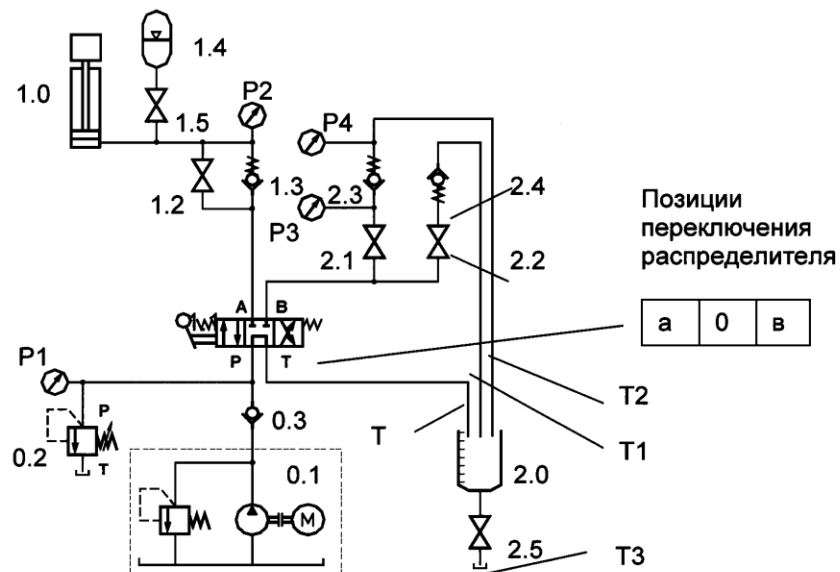 1.4
1.0
P2
P4
1.5
1.2
1.3
2.3
2.4
P3
2.1
2.2
Позиции
переключения
распределителя
A B
P T
а 0 в
P1
P
T
0.2
0.3
0.1
M
T
T2
T1
2.0
2.5
T3